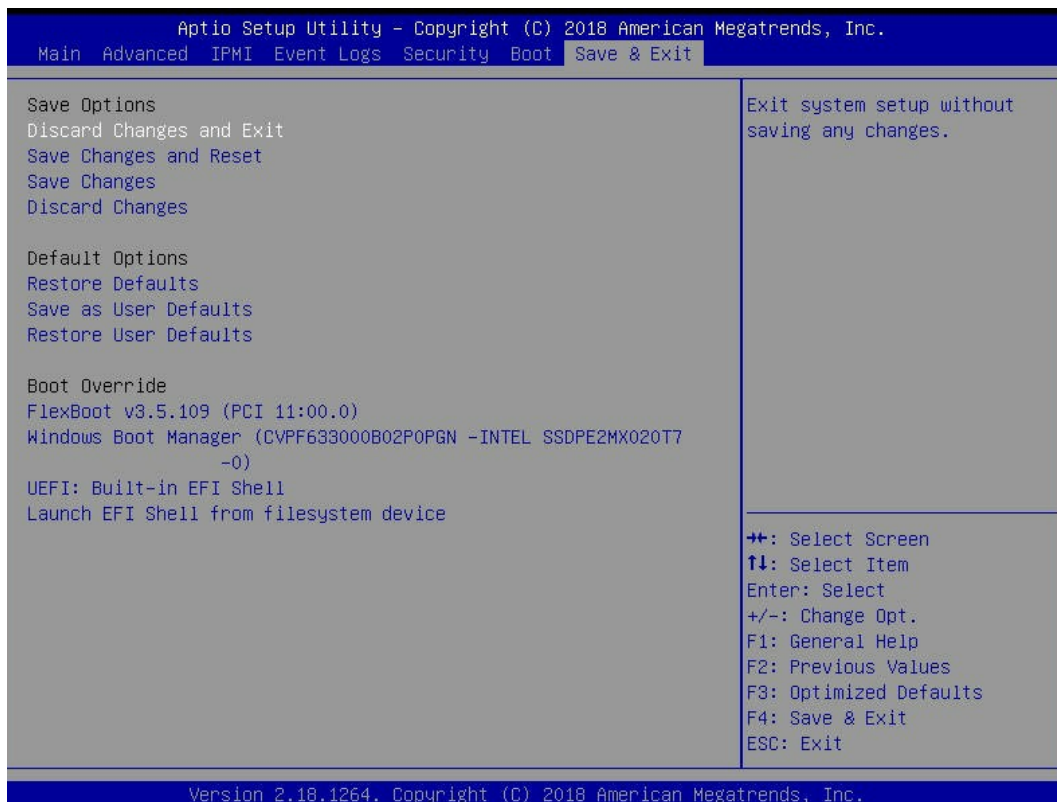 Aptio Setup Utility – Copyright (C) 2018 American Megatrends, Inc.
Main Advanced IPMI Event Logs Security Boot Save & Exit
Save Options
Discard Changes and Exit
Save Changes and Reset
Save Changes
Discard Changes
Default Options
Restore Defaults
Save as User Defaults
Restore User Defaults
Boot Override
FlexBoot v3.5.109 (PCI 11:00.0)
Windows Boot Manager (CVPF633000B02P0PGN -INTEL SSDPE2MX020T7
-0)
UEFI: Built-in EFI Shell
Launch EFI Shell from filesystem device
Exit system setup without
saving any changes.
→←: Select Screen
↑↓: Select Item
Enter: Select
+/-: Change Opt.
F1: General Help
F2: Previous Values
F3: Optimized Defaults
F4: Save & Exit
ESC: Exit
Version 2.18.1264. Copyright (C) 2018 American Megatrends, Inc.